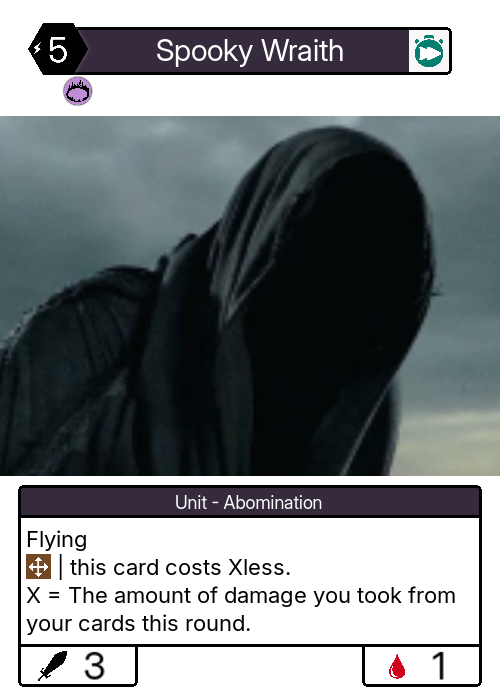 5 Spooky Wraith
Unit - Abomination
Flying
| this card costs Xless.
X = The amount of damage you took from
your cards this round.
3 1